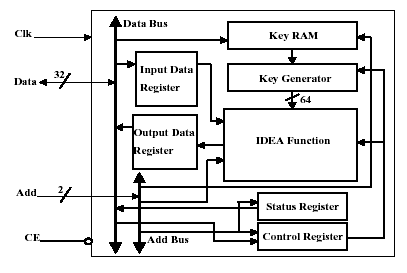 Data Bus
Clk
Key RAM
Data
32
Input Data
Register
Key Generator
64
Output Data
Register
IDEA Function
Add
2
Status Register
CE
Add Bus
Control Register